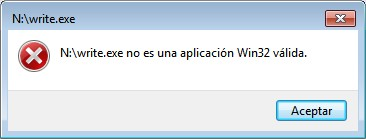 N:\write.exe
N:\write.exe no es una aplicación Win32 válida.
Aceptar